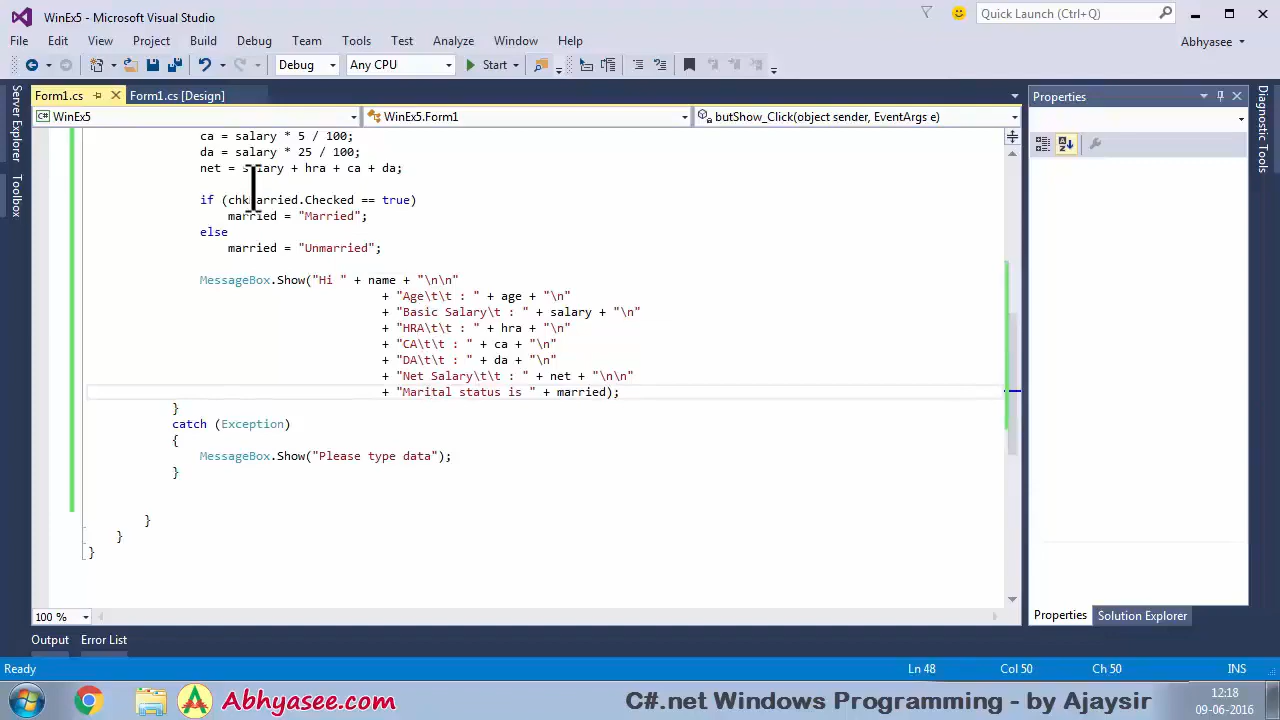 WinEx5 - Microsoft Visual Studio
Quick Launch (Ctrl+Q)
File Edit View Project Build Debug Team Tools Test Analyze Window Help
Abhyasee
Debug Any CPU Start
Server Explorer
Toolbox
Form1.cs Form1.cs [Design]
WinEx5 WinEx5.Form1 butShow_Click(object sender, EventArgs e)
ca = salary * 5 / 100;
da = salary * 25 / 100;
net = salary + hra + ca + da;
if (chkMarried.Checked == true)
married = "Married";
else
married = "Unmarried";
MessageBox.Show("Hi " + name + "\n\n"
+ "Age\t\t : " + age + "\n"
+ "Basic Salary\t : " + salary + "\n"
+ "HRA\t\t : " + hra + "\n"
+ "CA\t\t : " + ca + "\n"
+ "DA\t\t : " + da + "\n"
+ "Net Salary\t\t : " + net + "\n\n"
+ "Marital status is " + married);
}
catch (Exception)
{
MessageBox.Show("Please type data");
}
}
}
}
100 %
Properties
Properties Solution Explorer
Diagnostic Tools
Output Error List
Ready Ln 48 Col 50 Ch 50 INS
Abhyasee.com C#.net Windows Programming - by Ajaysir
12:18
09-06-2016